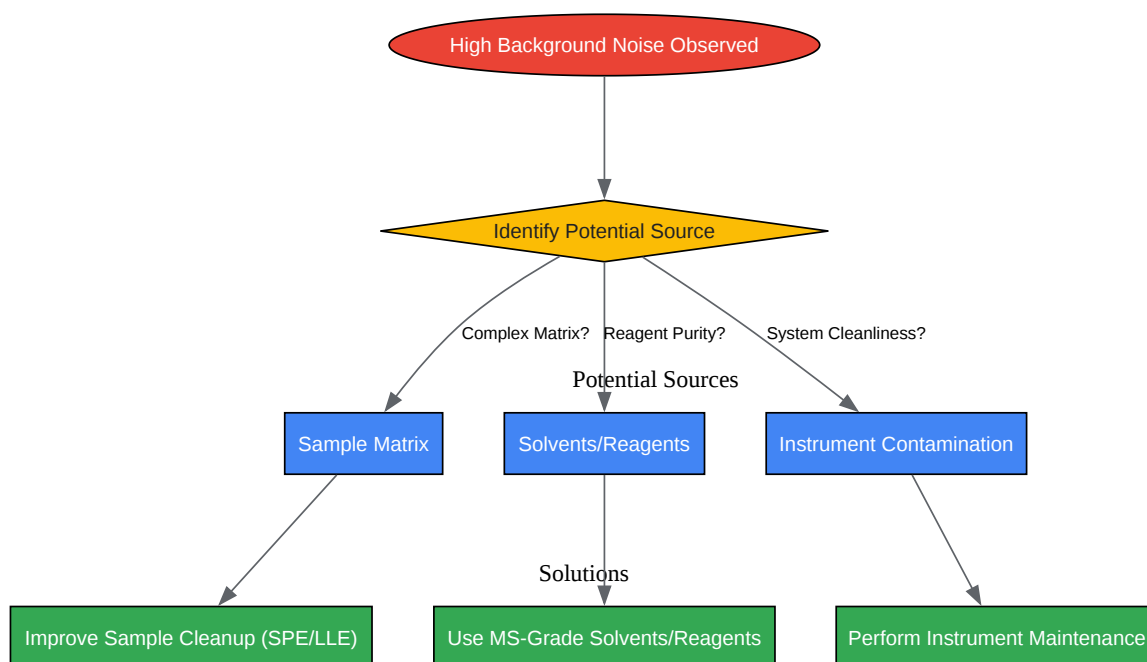 High Background Noise Observed
Identify Potential Source
Complex Matrix?
Reagent Purity?
System Cleanliness?
Potential Sources
Sample Matrix
Solvents/Reagents
Instrument Contamination
Solutions
Improve Sample Cleanup (SPE/LLE)
Use MS-Grade Solvents/Reagents
Perform Instrument Maintenance